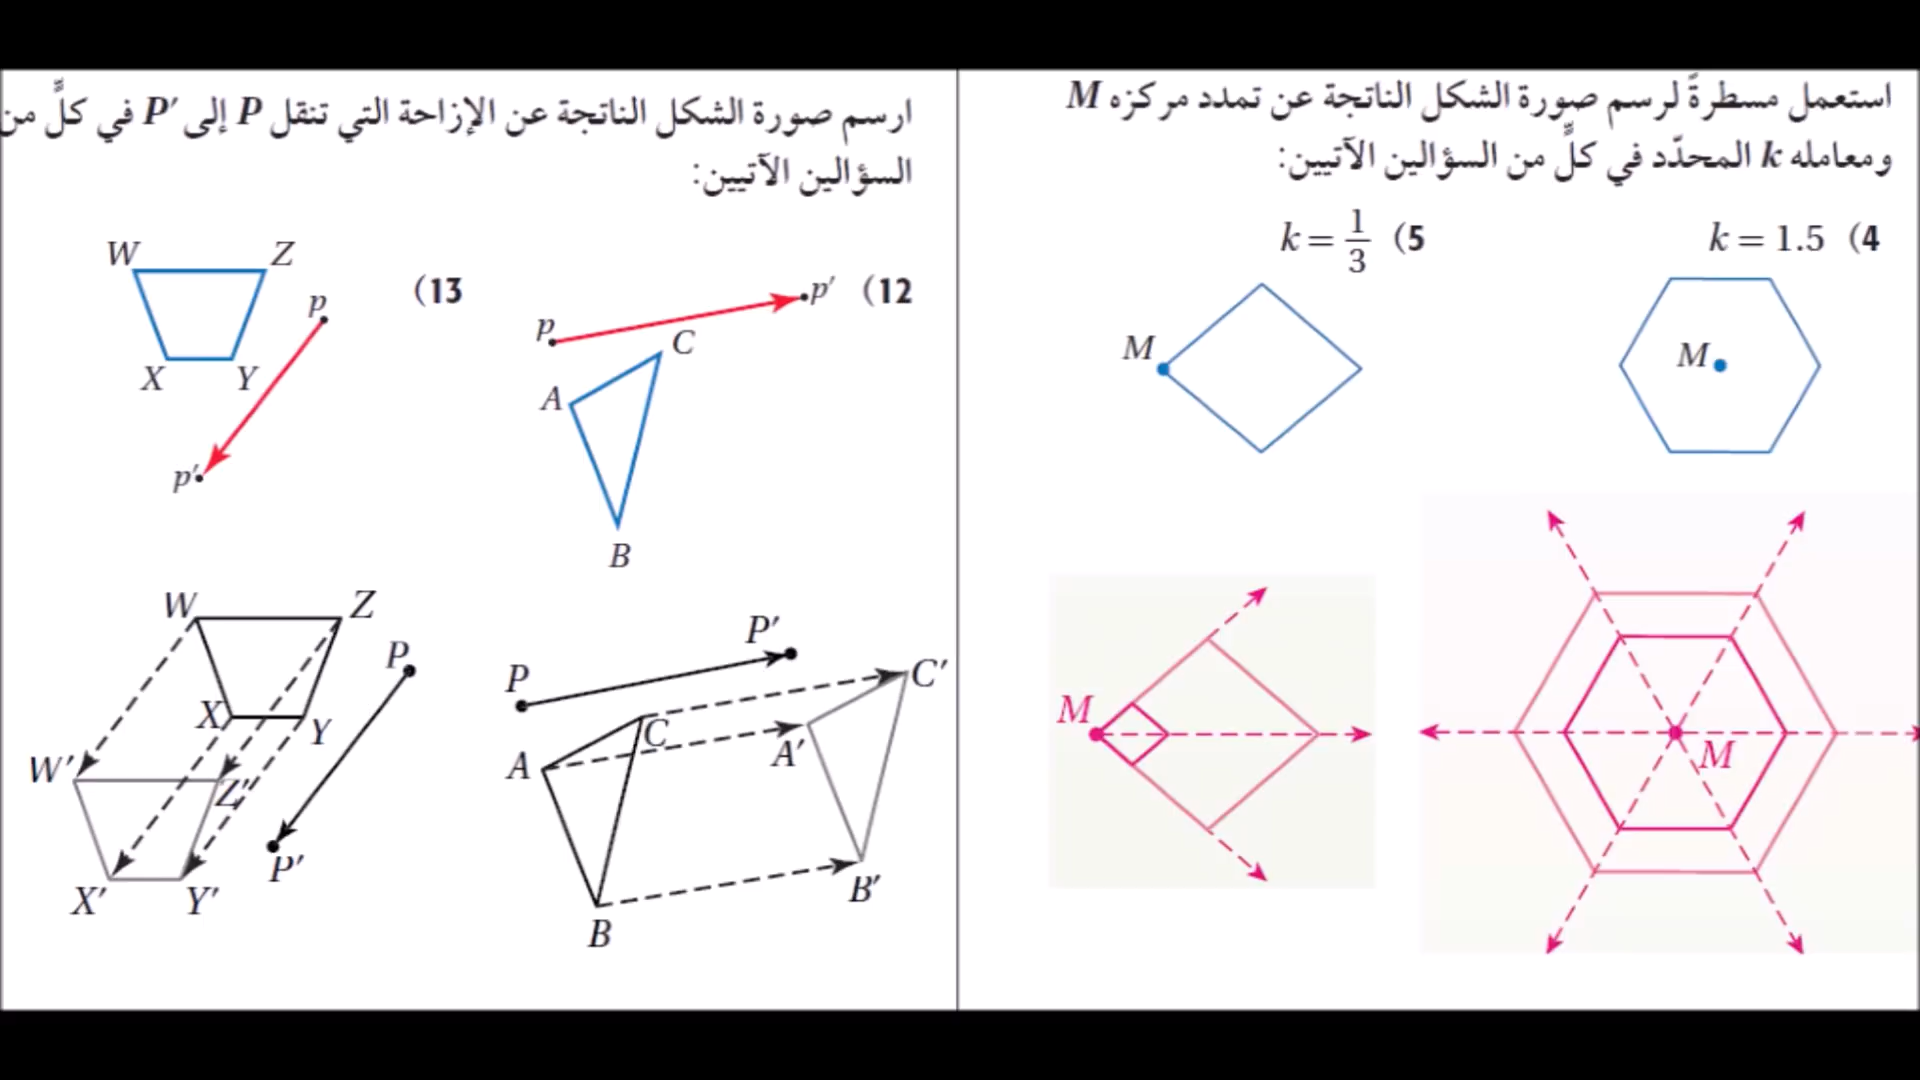 استعمل مسطرةً لرسم صورة الشكل الناتجة عن تمدد مركزه M
ومعامله k المحدّد في كلٍّ من السؤالين الآتيين:
4) k = 1.5
5) k = 1/3
M
M
M
M
ارسم صورة الشكل الناتجة عن الإزاحة التي تنقل P إلى P′ في كلٍّ من
السؤالين الآتيين:
12)
p
p′
C
A
B
13)
W
Z
p
X
Y
p′
P′
P
C′
C
A
A′
B′
B
W
Z
P
X
Y
W′
Z′
P′
X′
Y′